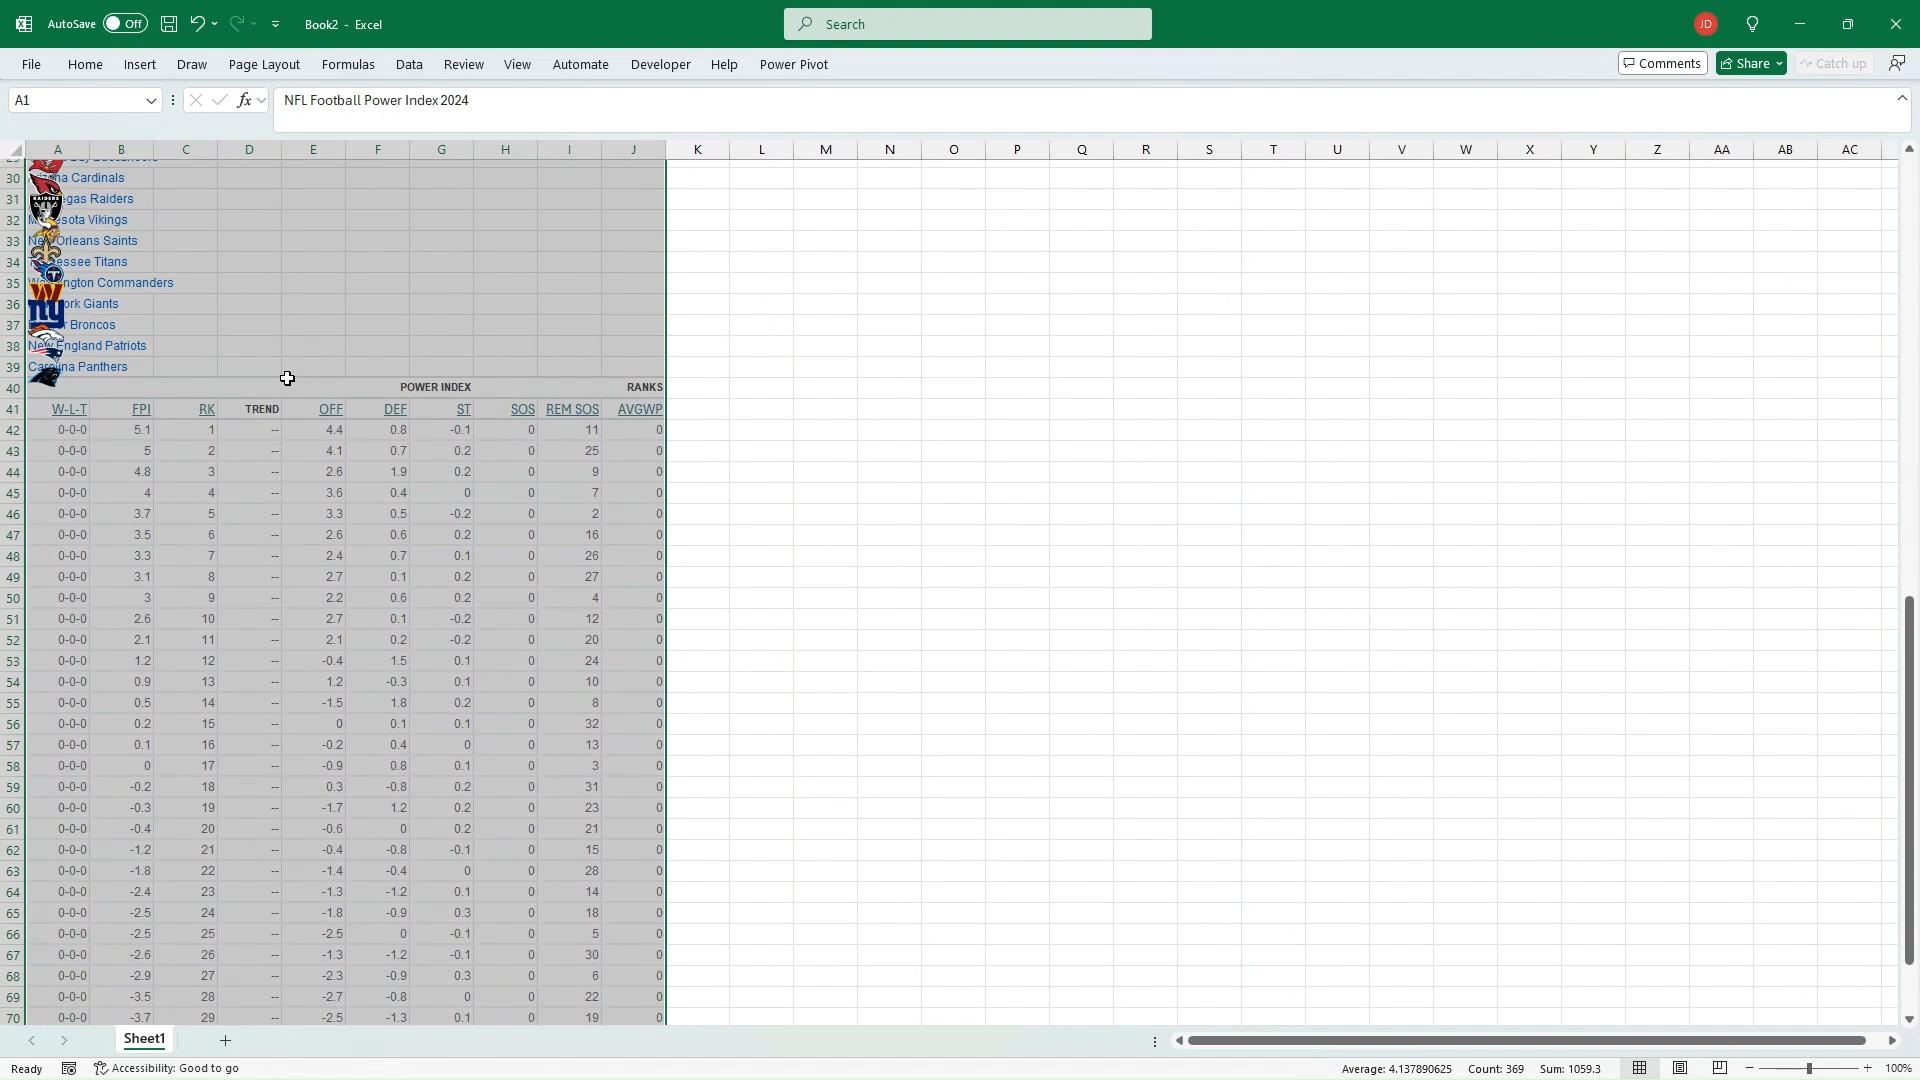 AutoSave Off Book2 - Excel Search JD
File Home Insert Draw Page Layout Formulas Data Review View Automate Developer Help Power Pivot Comments Share Catch up
A1 fx NFL Football Power Index 2024
A B C D E F G H I J K L M N O P Q R S T U V W X Y Z AA AB AC
30 Cardinals
31 egas Raiders
32 esota Vikings
33 New Orleans Saints
34 essee Titans
35 ington Commanders
36 ork Giants
37 Broncos
38 New England Patriots
39 Carolina Panthers
40 POWER INDEX RANKS
41 W-L-T FPI RK TREND OFF DEF ST SOS REM SOS AVGWP
42 0-0-0 5.1 1 -- 4.4 0.8 -0.1 0 11 0
43 0-0-0 5 2 -- 4.1 0.7 0.2 0 25 0
44 0-0-0 4.8 3 -- 2.6 1.9 0.2 0 9 0
45 0-0-0 4 4 -- 3.6 0.4 0 0 7 0
46 0-0-0 3.7 5 -- 3.3 0.5 -0.2 0 2 0
47 0-0-0 3.5 6 -- 2.6 0.6 0.2 0 16 0
48 0-0-0 3.3 7 -- 2.4 0.7 0.1 0 26 0
49 0-0-0 3.1 8 -- 2.7 0.1 0.2 0 27 0
50 0-0-0 3 9 -- 2.2 0.6 0.2 0 4 0
51 0-0-0 2.6 10 -- 2.7 0.1 -0.2 0 12 0
52 0-0-0 2.1 11 -- 2.1 0.2 -0.2 0 20 0
53 0-0-0 1.2 12 -- -0.4 1.5 0.1 0 24 0
54 0-0-0 0.9 13 -- 1.2 -0.3 0.1 0 10 0
55 0-0-0 0.5 14 -- -1.5 1.8 0.2 0 8 0
56 0-0-0 0.2 15 -- 0 0.1 0.1 0 32 0
57 0-0-0 0.1 16 -- -0.2 0.4 0 0 13 0
58 0-0-0 0 17 -- -0.9 0.8 0.1 0 3 0
59 0-0-0 -0.2 18 -- 0.3 -0.8 0.2 0 31 0
60 0-0-0 -0.3 19 -- -1.7 1.2 0.2 0 23 0
61 0-0-0 -0.4 20 -- -0.6 0 0.2 0 21 0
62 0-0-0 -1.2 21 -- -0.4 -0.8 -0.1 0 15 0
63 0-0-0 -1.8 22 -- -1.4 -0.4 0 0 28 0
64 0-0-0 -2.4 23 -- -1.3 -1.2 0.1 0 14 0
65 0-0-0 -2.5 24 -- -1.8 -0.9 0.3 0 18 0
66 0-0-0 -2.5 25 -- -2.5 0 -0.1 0 5 0
67 0-0-0 -2.6 26 -- -1.3 -1.2 -0.1 0 30 0
68 0-0-0 -2.9 27 -- -2.3 -0.9 0.3 0 6 0
69 0-0-0 -3.5 28 -- -2.7 -0.8 0 0 22 0
70 0-0-0 -3.7 29 -- -2.5 -1.3 0.1 0 19 0
Sheet1
Ready Accessibility: Good to go Average: 4.137890625 Count: 369 Sum: 1059.3 100%